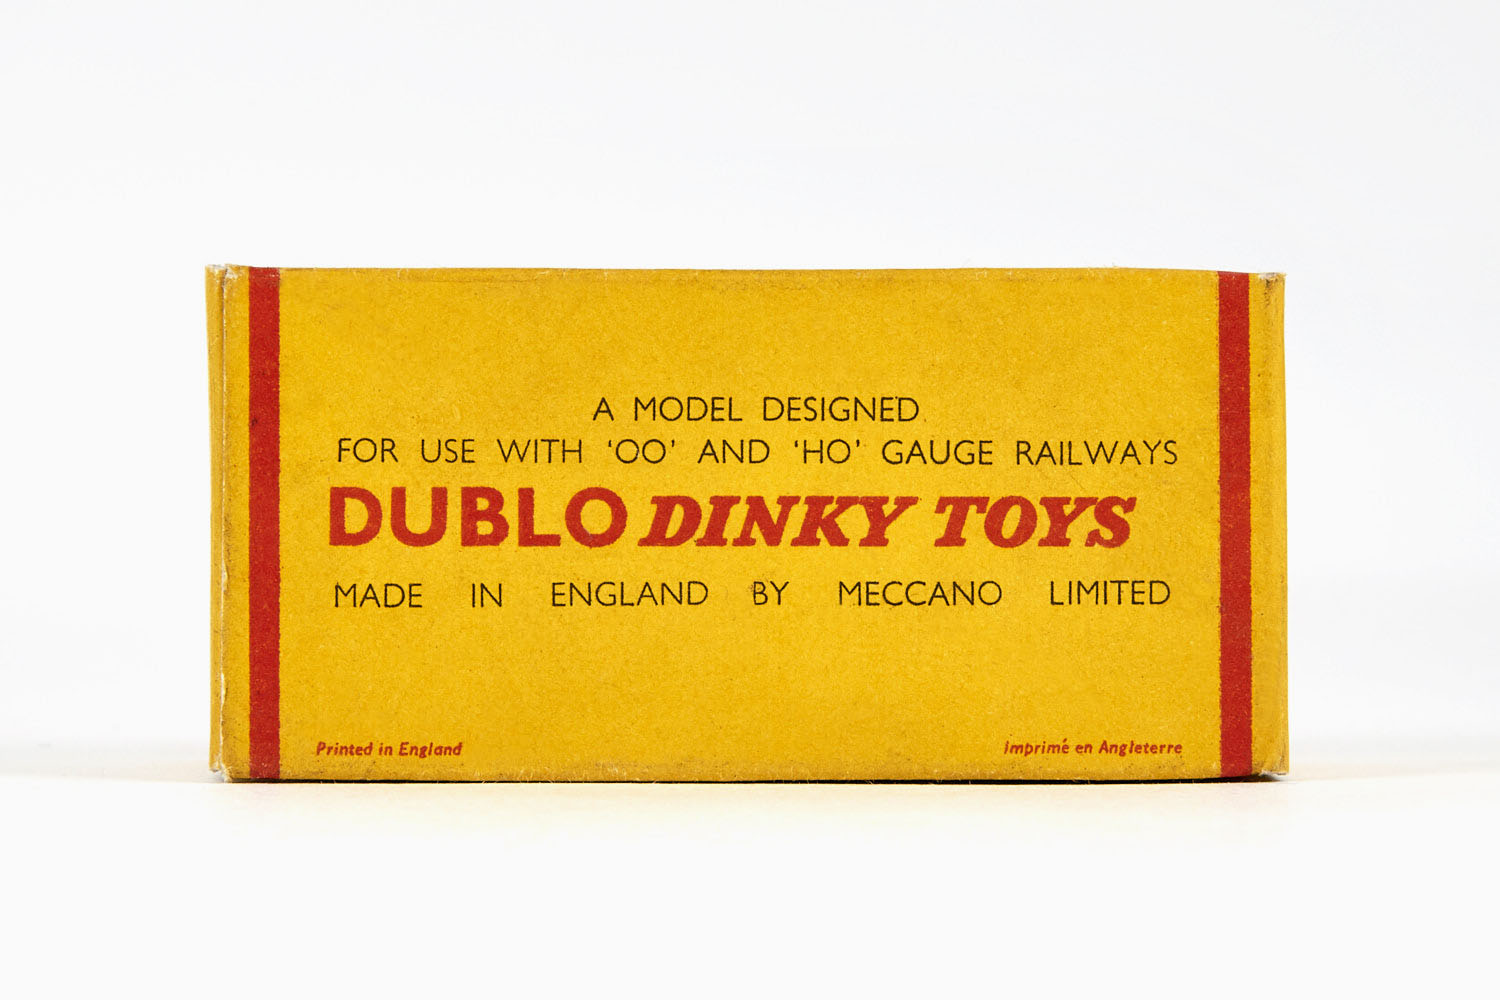 A MODEL DESIGNED
FOR USE WITH ‘OO’ AND ‘HO’ GAUGE RAILWAYS
DUBLO DINKY TOYS
MADE IN ENGLAND BY MECCANO LIMITED
Printed in England
Imprimé en Angleterre